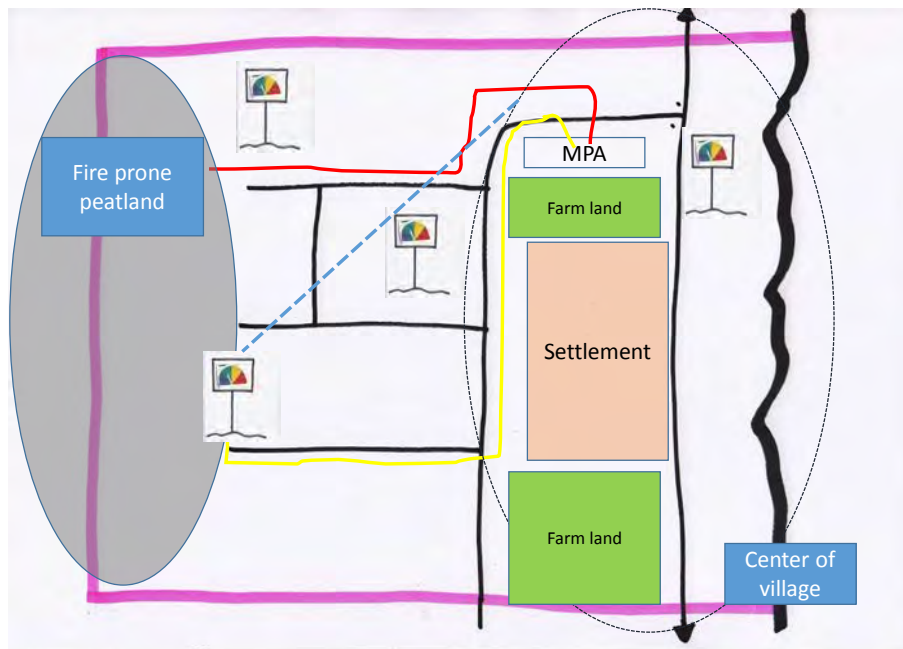 MPA
Fire prone
peatland
Farm land
Settlement
Farm land
Center of
village